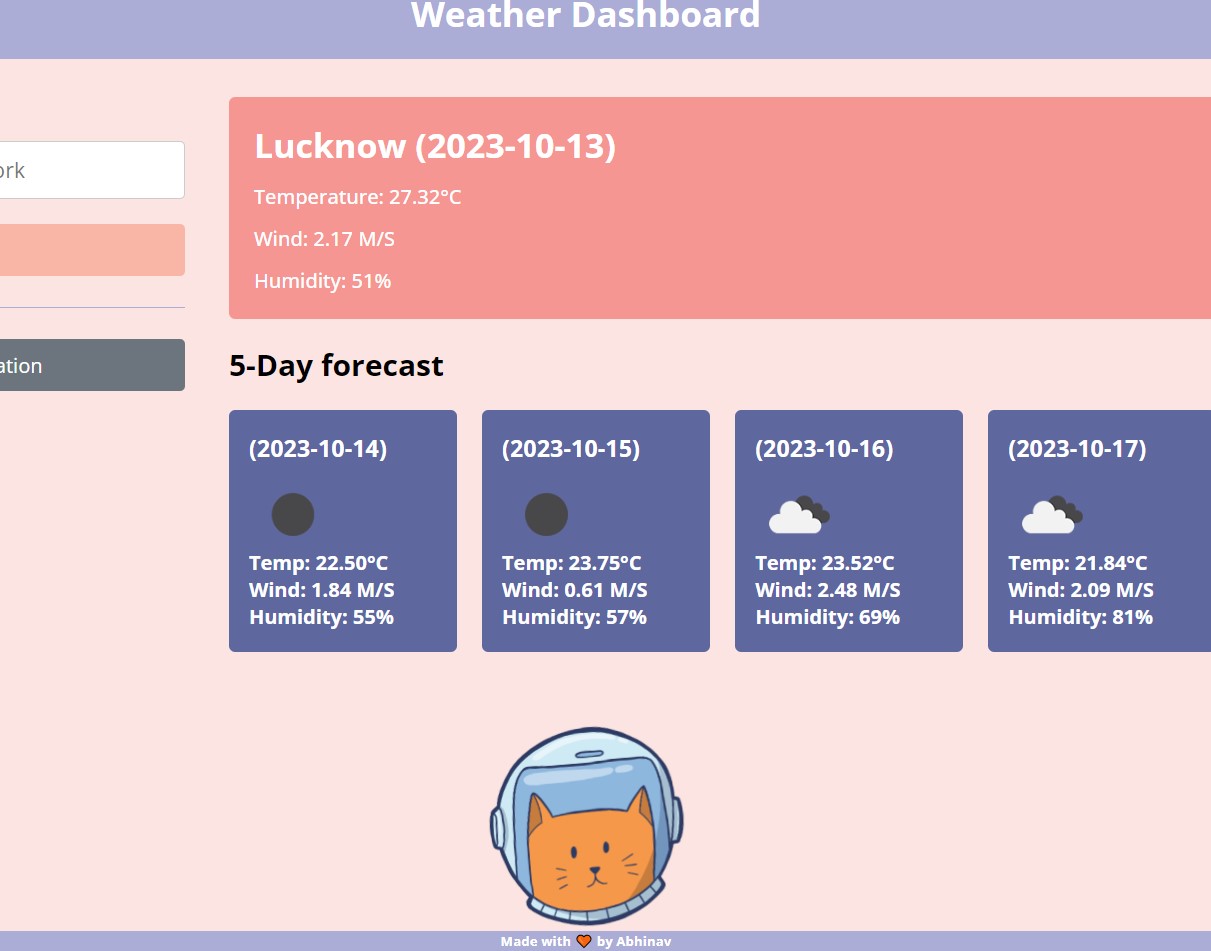 Weather Dashboard
ork
ation
Lucknow (2023-10-13)
Temperature: 27.32°C
Wind: 2.17 M/S
Humidity: 51%
5-Day forecast
(2023-10-14)
Temp: 22.50°C
Wind: 1.84 M/S
Humidity: 55%
(2023-10-15)
Temp: 23.75°C
Wind: 0.61 M/S
Humidity: 57%
(2023-10-16)
Temp: 23.52°C
Wind: 2.48 M/S
Humidity: 69%
(2023-10-17)
Temp: 21.84°C
Wind: 2.09 M/S
Humidity: 81%
Made with 🧡 by Abhinav